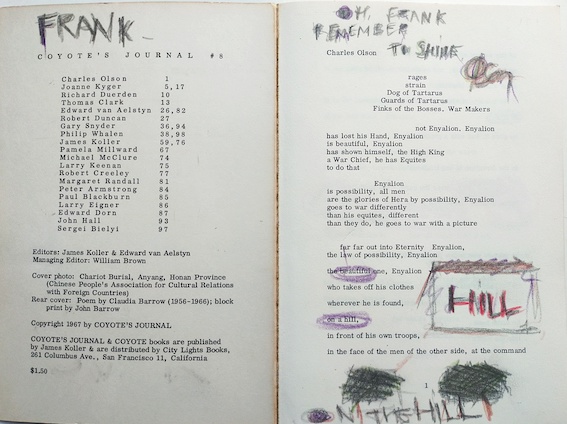 FRANK
COYOTE'S JOURNAL #8
Charles Olson 1
Joanne Kyger 5, 17
Richard Duerden 10
Thomas Clark 13
Edward van Aelstyn 26, 82
Robert Duncan 27
Gary Snyder 36, 94
Philip Whalen 38, 98
James Koller 59, 76
Pamela Millward 67
Michael McClure 74
Larry Keenan 75
Robert Creeley 77
Margaret Randall 81
Peter Armstrong 84
Paul Blackburn 85
Larry Eigner 86
Edward Dorn 87
John Hall 93
Sergei Bielyi 97
Editors: James Koller & Edward van Aelstyn
Managing Editor: William Brown
Cover photo: Chariot Burial, Anyang, Honan Province
(Chinese People's Association for Cultural Relations
with Foreign Countries)
Rear cover: Poem by Claudia Barrow (1956-1966); block
print by John Barrow
Copyright 1967 by COYOTE'S JOURNAL
COYOTE'S JOURNAL & COYOTE books are published
by James Koller & are distributed by City Lights Books,
261 Columbus Ave., San Francisco 11, California
$1.50
OH, FRANK
REMEMBER
TO SHINE
Charles Olson
rages
strain
Dog of Tartarus
Guards of Tartarus
Finks of the Bosses, War Makers
not Enyalion. Enyalion
has lost his Hand, Enyalion
is beautiful, Enyalion
has shown himself, the High King
a War Chief, he has Equites
to do that
Enyalion
is possibility, all men
are the glories of Hera by possibility, Enyalion
goes to war differently
than his equites, different
than they do, he goes to war with a picture
far far out into Eternity Enyalion,
the law of possibility, Enyalion
the beautiful one, Enyalion
who takes off his clothes
wherever he is found,
on a hill,
in front of his own troops,
in the face of the men of the other side, at the command
HILL
1
ON THE HILL